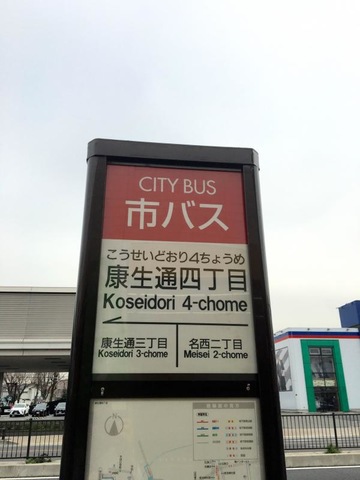 CITY BUS
市バス
こうせいどおり4ちょうめ
康生通四丁目
Koseidori 4-chome
康生通三丁目 名西二丁目
Koseidori 3-chome Meisei 2-chome